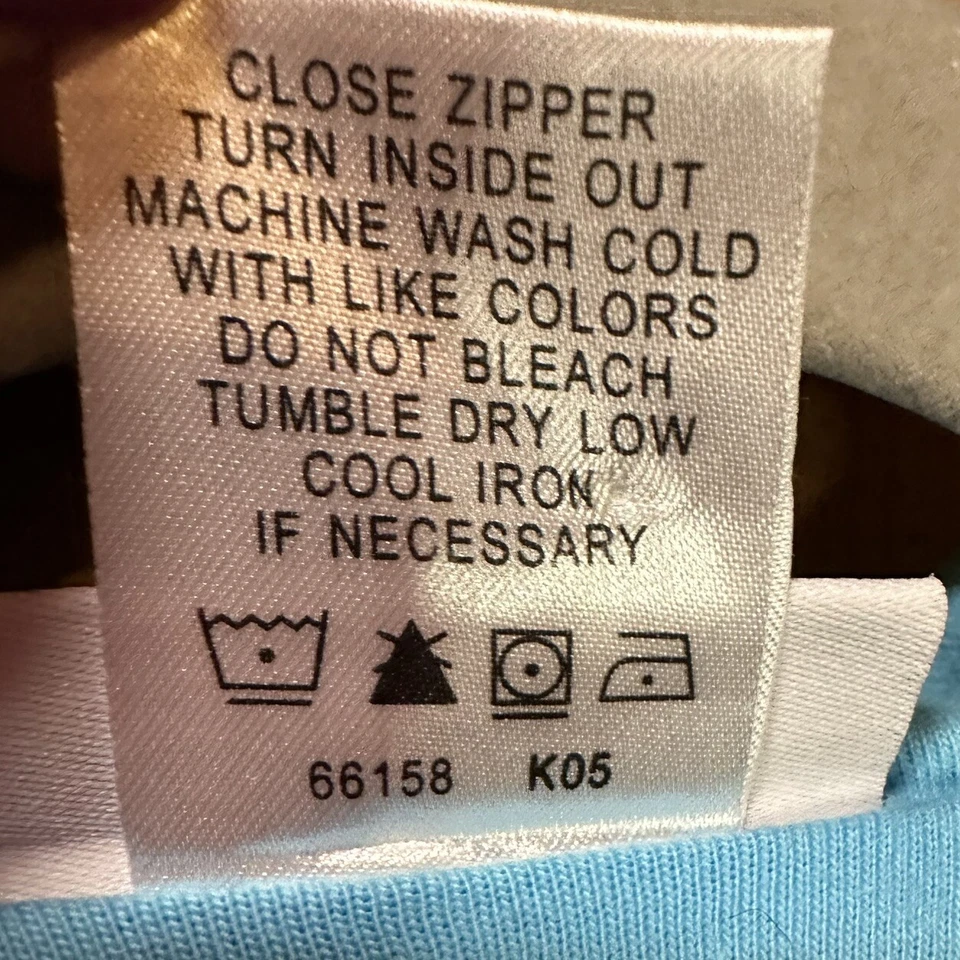 CLOSE ZIPPER
TURN INSIDE OUT
MACHINE WASH COLD
WITH LIKE COLORS
DO NOT BLEACH
TUMBLE DRY LOW
COOL IRON
IF NECESSARY
66158 K05